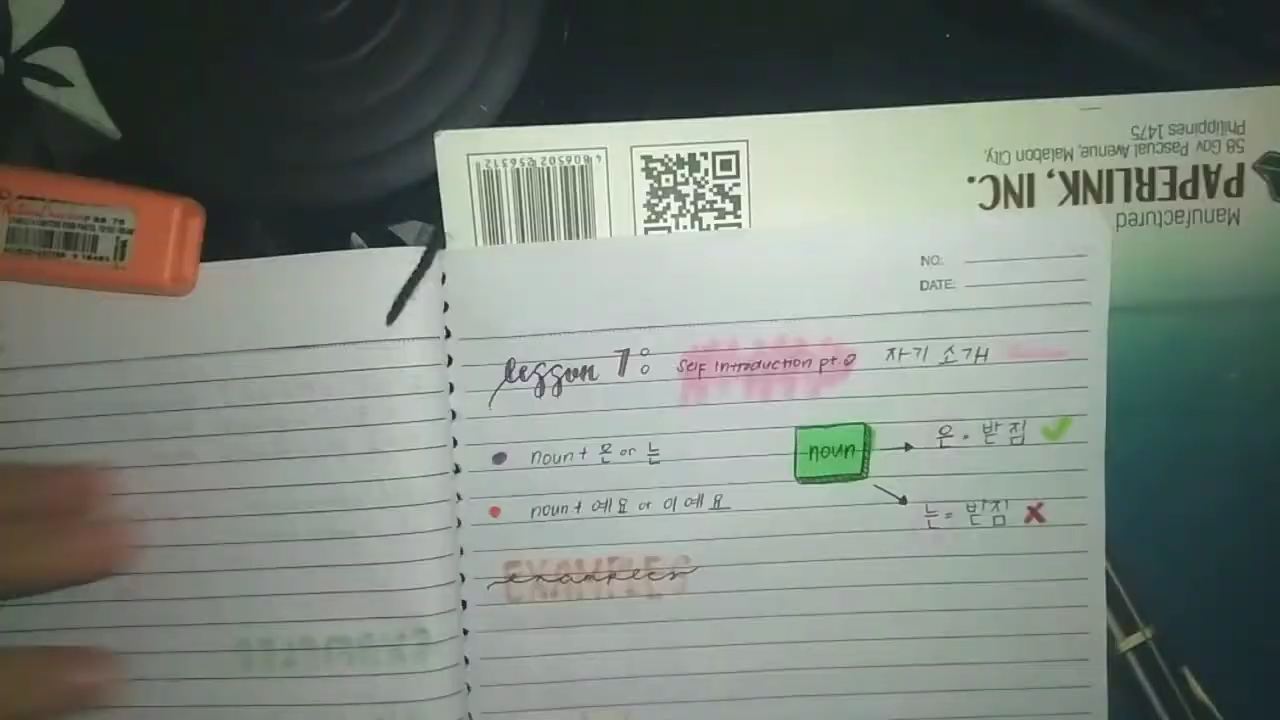 Manufactured
PAPERLINK, INC.
58 Gov Pascual Avenue, Malabon City,
Philippines 1475
NO:
DATE:
lesson 1: Self Introduction pt. 자기 소개
noun + 은 or 는
noun + 예요 or 이예요
noun
은 = 받침 ✓
는 = 받침 ✗
EXAMPLES
examples